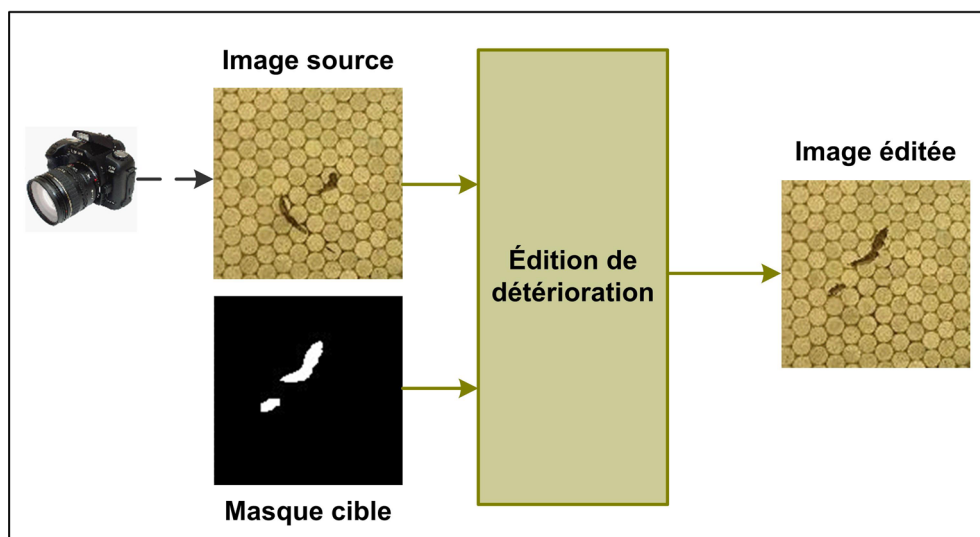 Image source
Image éditée
Édition de
détérioration
Masque cible